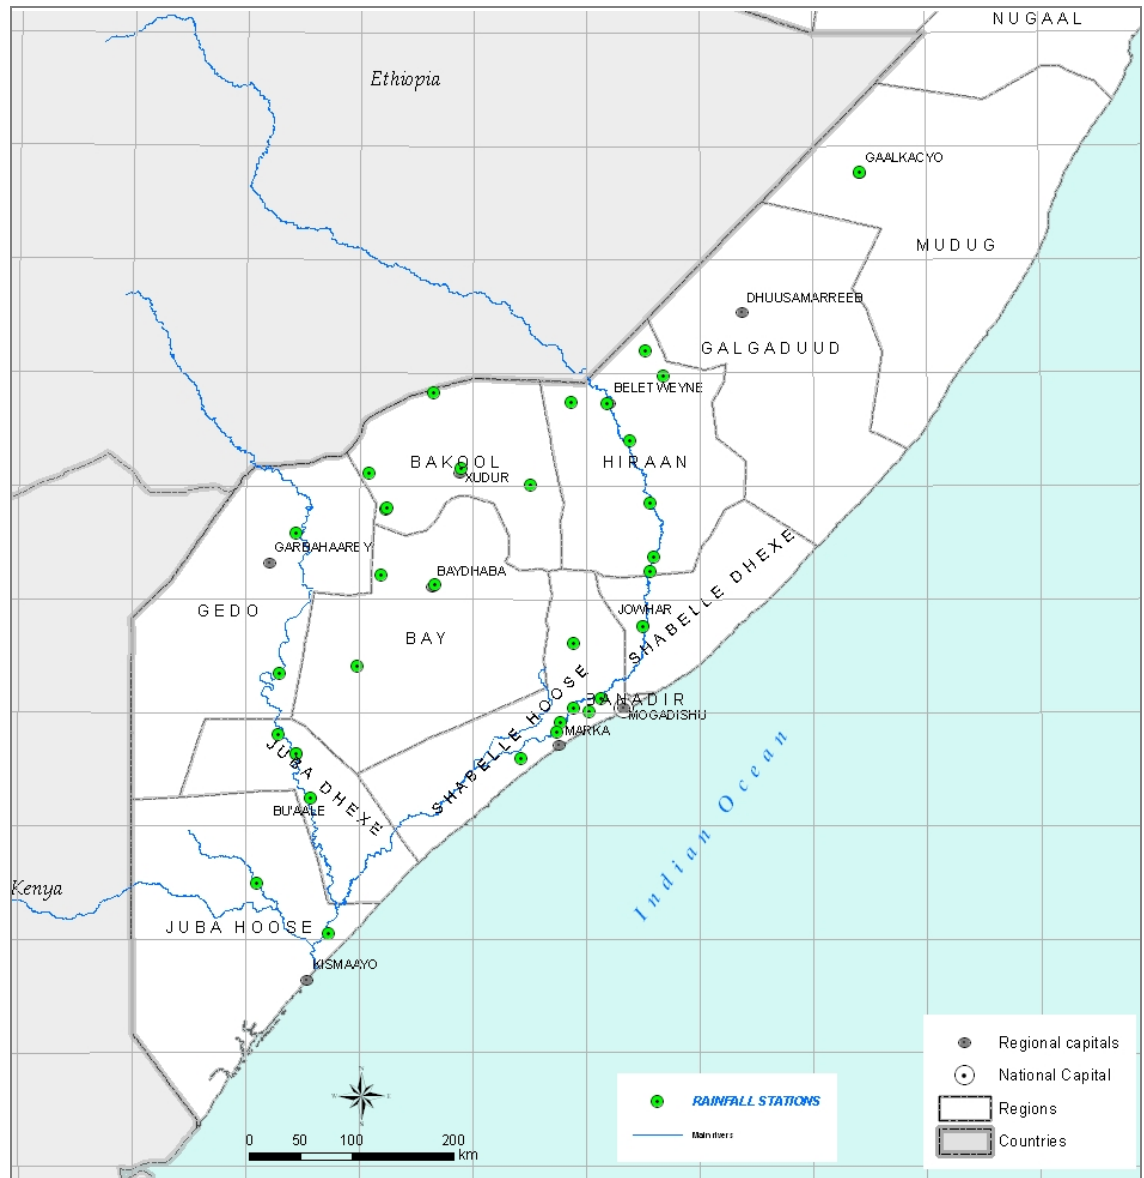 NUGAAL
Ethiopia
GAALKACYO
MUDUG
DHUUSAMARREEB
GALGADUUD
BELETWEYNE
BAKOOL
HIRAAN
XUDUR
GARBAHAAREY
BAYDHABA
SHABELLE DHEXE
GEDO
JOWHAR
BAY
SHABELLE HOOSE
BANADIR
MOGADISHU
MARKA
JUBA DHEXE
BU'AALE
Indian Ocean
Kenya
JUBA HOOSE
KISMAAYO
Regional capitals
National Capital
Regions
Countries
RAINFALL STATIONS
Main rivers
W
E
0 50 100 200
km